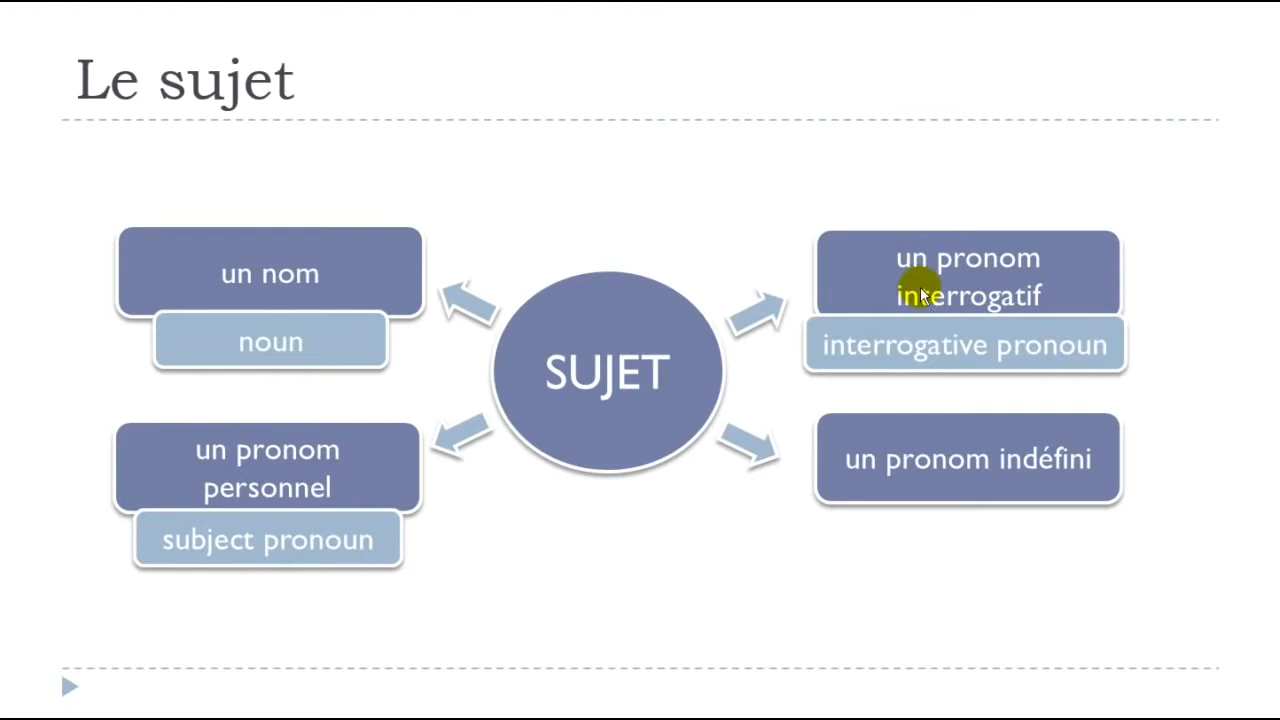 Le sujet
un nom
noun
un pronom
personnel
subject pronoun
SUJET
un pronom
interrogatif
interrogative pronoun
un pronom indéfini